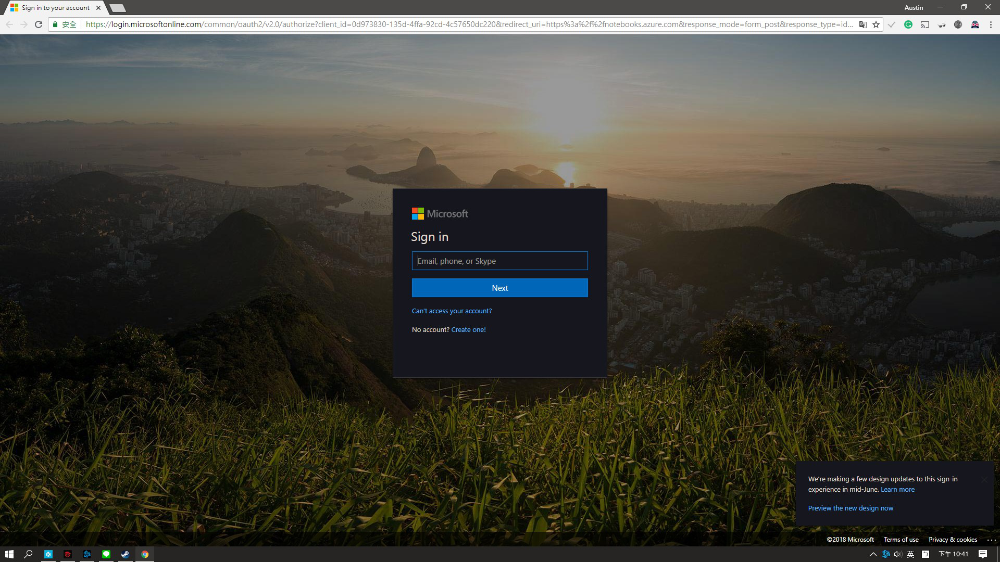 Sign in to your account
Austin
安全
https://login.microsoftonline.com/common/oauth2/v2.0/authorize?client_id=0d973830-135d-4ffa-92cd-4c57650dc220&redirect_uri=https%3a%2f%2fnotebooks.azure.com&response_mode=form_post&response_type=id...
Microsoft
Sign in
Email, phone, or Skype
Next
Can't access your account?
No account? Create one!
We're making a few design updates to this sign-in
experience in mid-June. Learn more
Preview the new design now
©2018 Microsoft Terms of use Privacy & cookies ...
英 下午 10:41